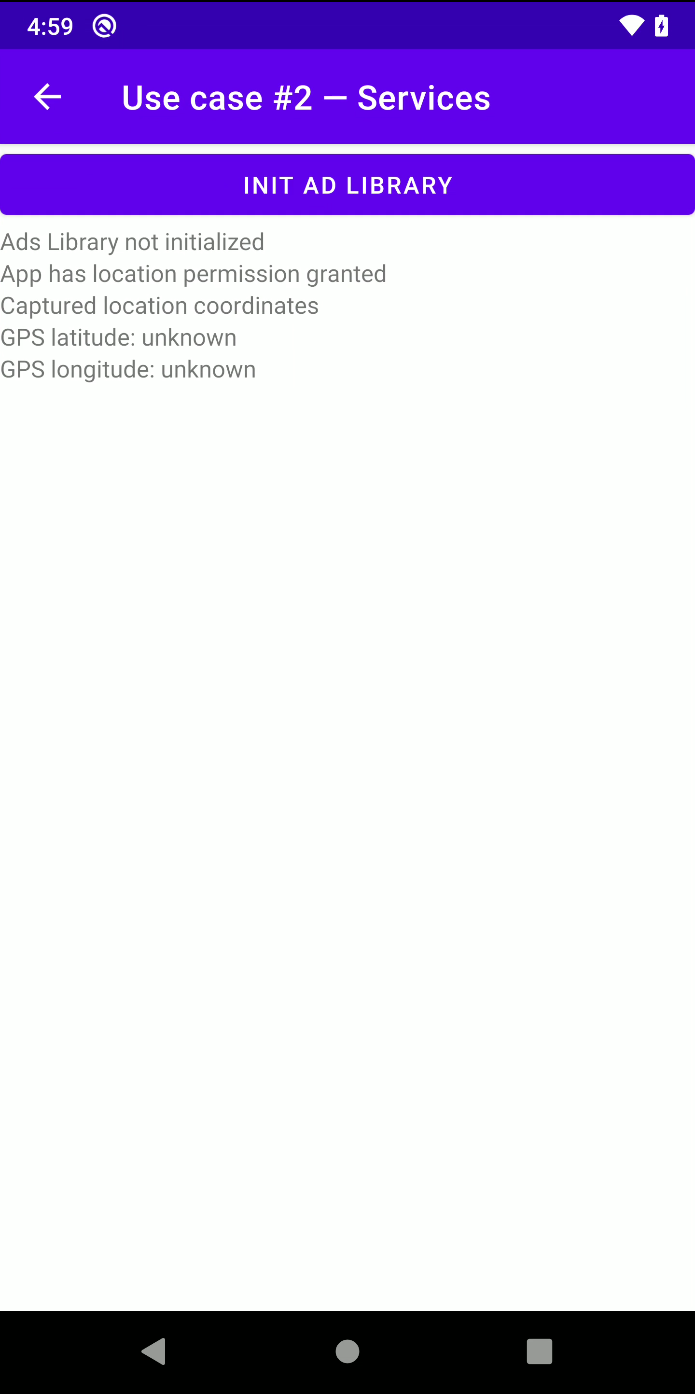 4:59
Use case #2 — Services
INIT AD LIBRARY
Ads Library not initialized
App has location permission granted
Captured location coordinates
GPS latitude: unknown
GPS longitude: unknown